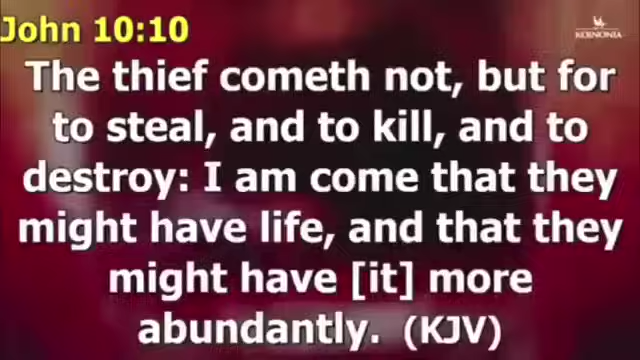 John 10:10
KOINONIA
The thief cometh not, but for
to steal, and to kill, and to
destroy: I am come that they
might have life, and that they
might have [it] more
abundantly. (KJV)